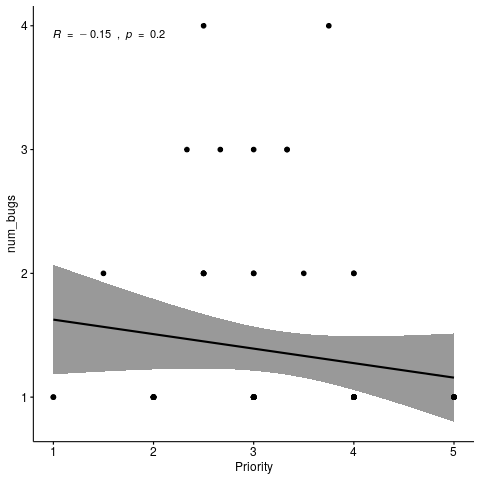 4
R = −0.15 , p = 0.2
3
num_bugs
2
1
1 2 3 4 5
Priority